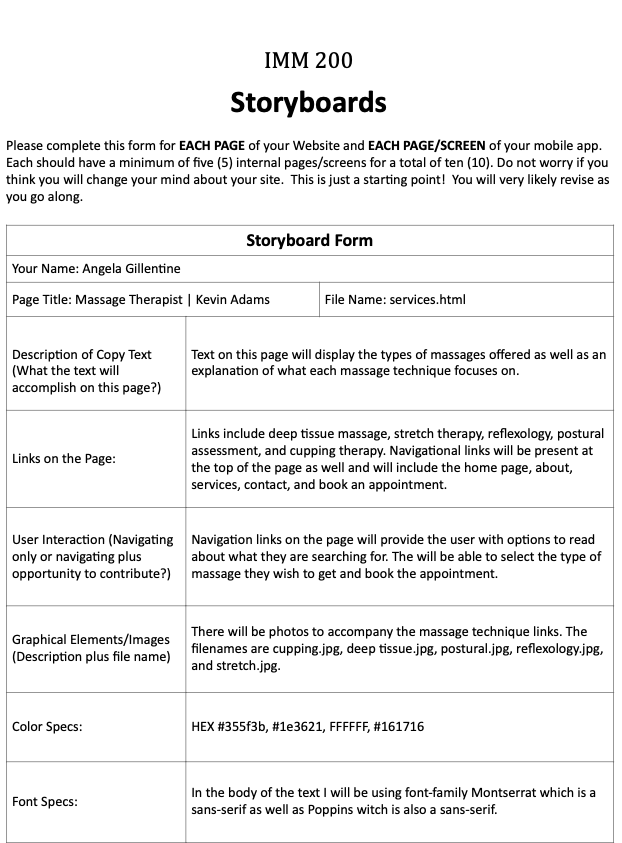 IMM 200
Storyboards
Please complete this form for EACH PAGE of your Website and EACH PAGE/SCREEN of your mobile app.
Each should have a minimum of five (5) internal pages/screens for a total of ten (10). Do not worry if you
think you will change your mind about your site.  This is just a starting point!  You will very likely revise as
you go along.
Storyboard Form
Your Name: Angela Gillentine
Page Title: Massage Therapist | Kevin Adams
File Name: services.html
Description of Copy Text
(What the text will
accomplish on this page?)
Text on this page will display the types of massages offered as well as an
explanation of what each massage technique focuses on.
Links on the Page:
Links include deep tissue massage, stretch therapy, reflexology, postural
assessment, and cupping therapy. Navigational links will be present at
the top of the page as well and will include the home page, about,
services, contact, and book an appointment.
User Interaction (Navigating
only or navigating plus
opportunity to contribute?)
Navigation links on the page will provide the user with options to read
about what they are searching for. The will be able to select the type of
massage they wish to get and book the appointment.
Graphical Elements/Images
(Description plus file name)
There will be photos to accompany the massage technique links. The
filenames are cupping.jpg, deep tissue.jpg, postural.jpg, reflexology.jpg,
and stretch.jpg.
Color Specs:
HEX #355f3b, #1e3621, FFFFFF, #161716
Font Specs:
In the body of the text I will be using font-family Montserrat which is a
sans-serif as well as Poppins witch is also a sans-serif.